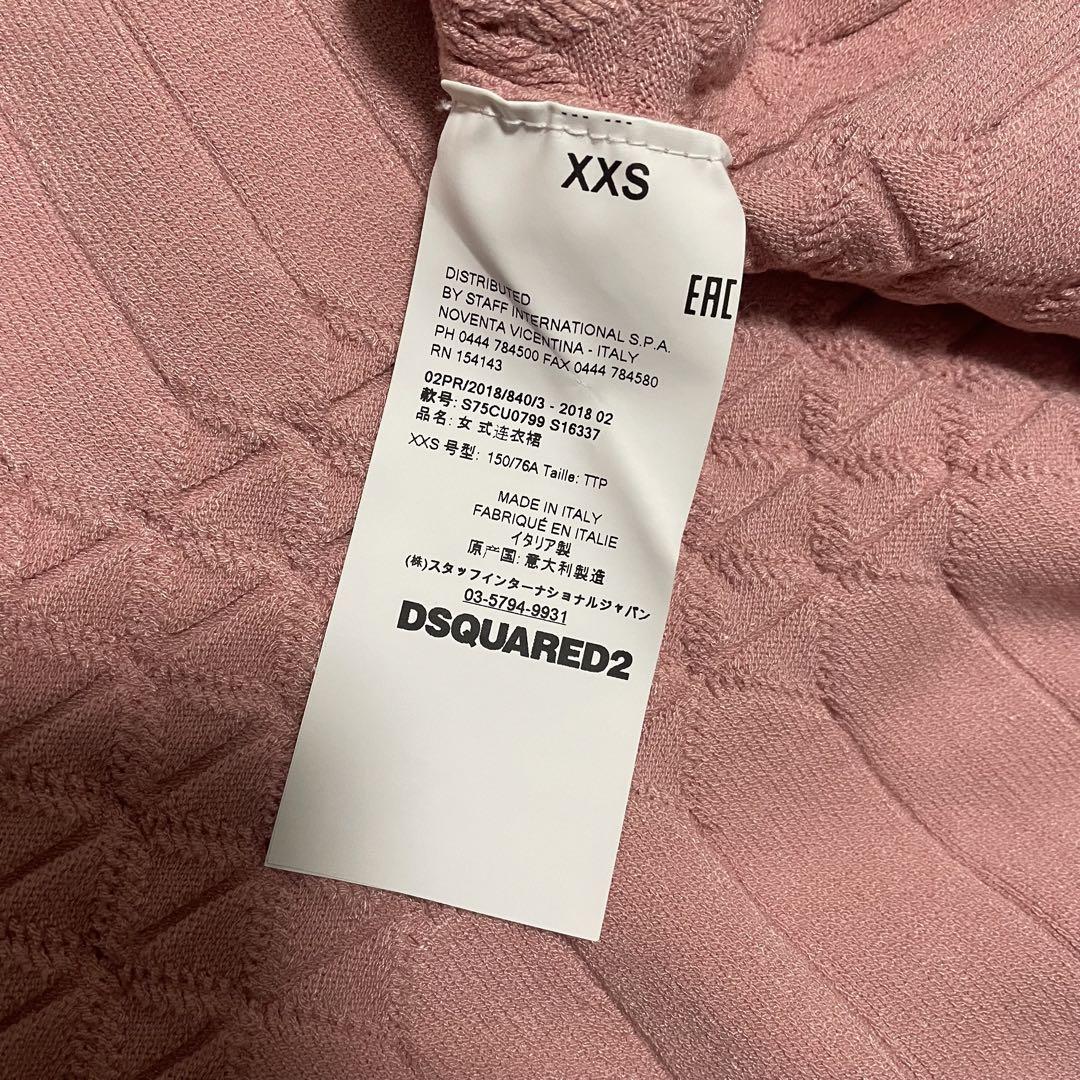 XXS
EAC
DISTRIBUTED
BY STAFF INTERNATIONAL S.P.A.
NOVENTA VICENTINA - ITALY
PH 0444 784500 FAX 0444 784580
RN 154143
02PR/2018/840/3 - 2018 02
款号: S75CU0799 S16337
品名: 女 式连衣裙
XXS 号型: 150/76A Taille: TTP
MADE IN ITALY
FABRIQUÉ EN ITALIE
イタリア製
原产国: 意大利製造
(株)スタッフインターナショナルジャパン
03-5794-9931
DSQUARED2